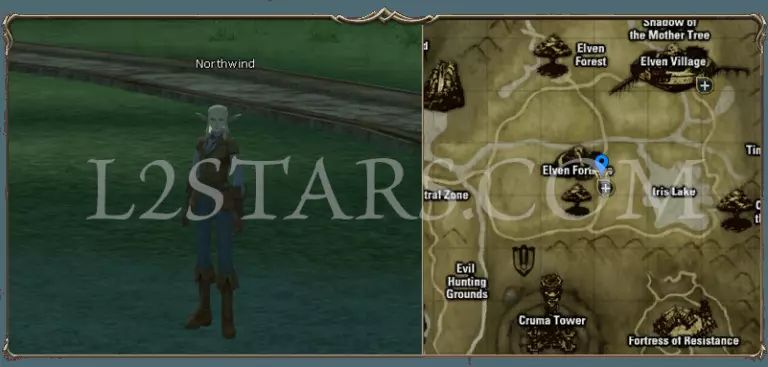 Northwind
L2STARS.COM
Shadow of
the Mother Tree
Elven
Forest
Elven Village
Elven
tral Zone
Iris Lake
Evil
Hunting
Grounds
Cruma Tower
Fortress of Resistance